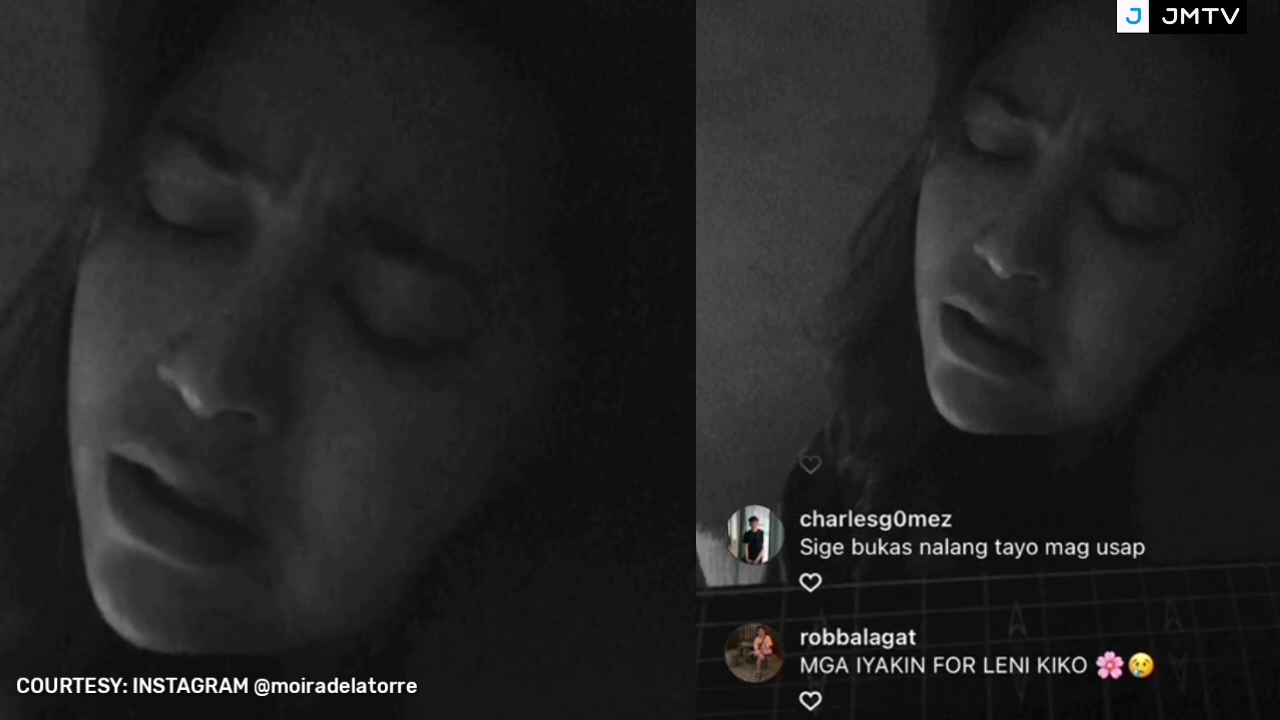 J JMTV
charlesg0mez
Sige bukas nalang tayo mag usap
robbalagat
MGA IYAKIN FOR LENI KIKO 🌸😢
COURTESY: INSTAGRAM @moiradelatorre